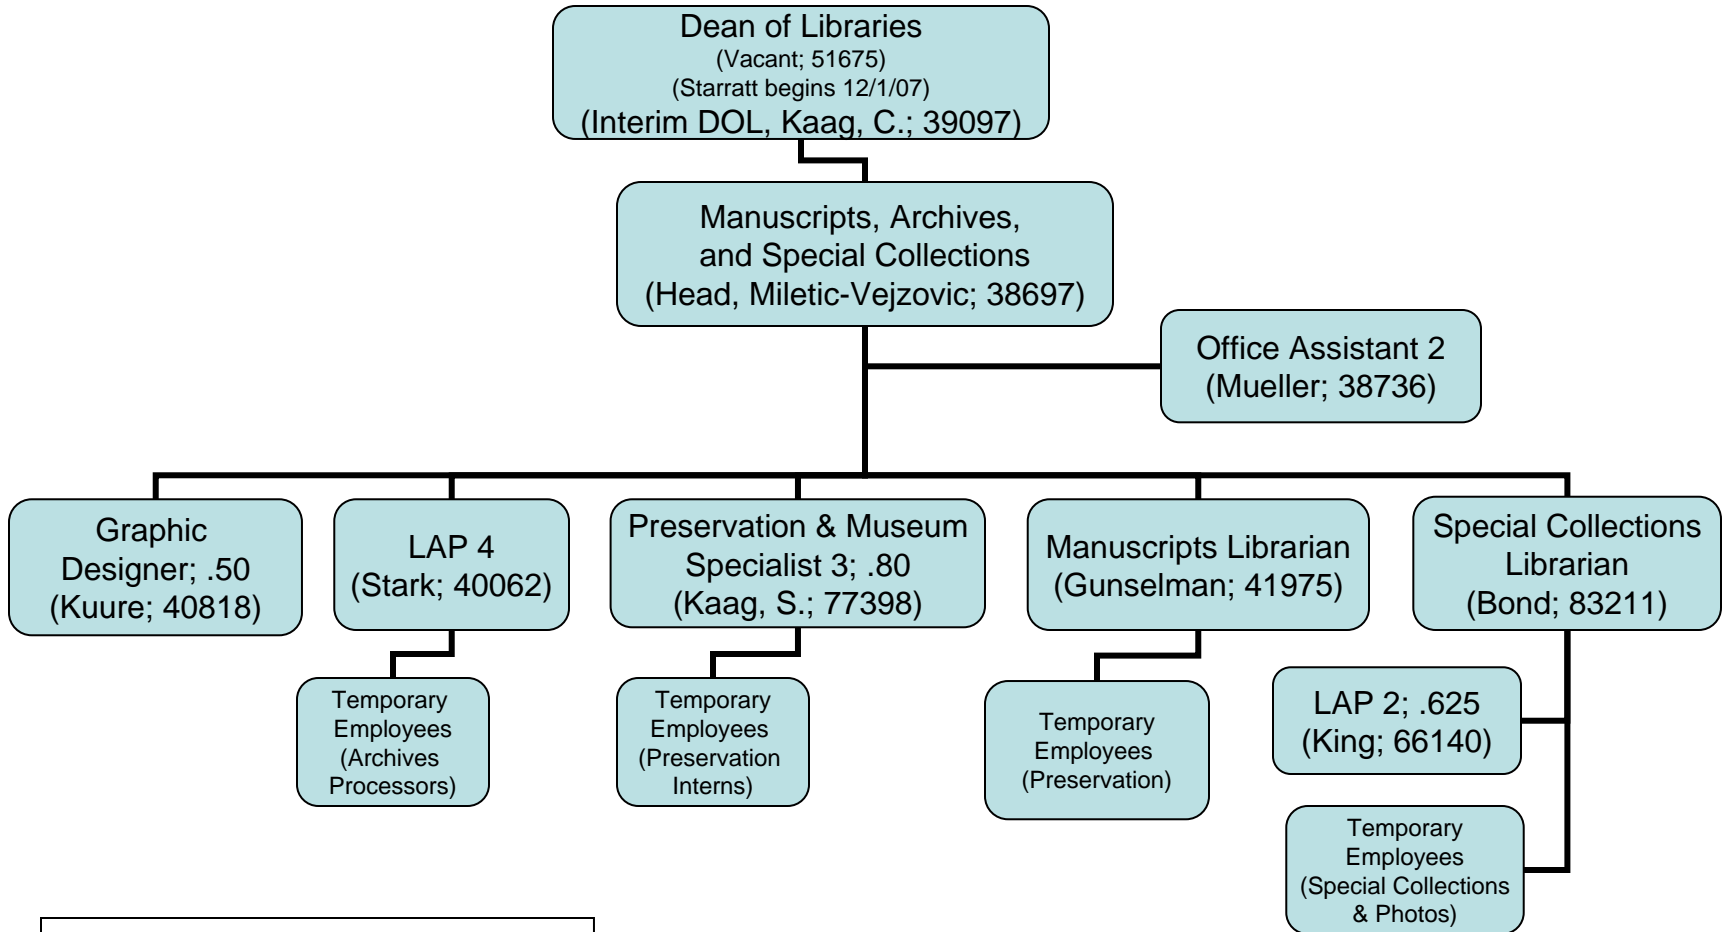 Dean of Libraries
(Vacant; 51675)
(Starratt begins 12/1/07)
(Interim DOL, Kaag, C.; 39097)
Manuscripts, Archives,
and Special Collections
(Head, Miletic-Vejzovic; 38697)
Office Assistant 2
(Mueller; 38736)
Graphic
Designer; .50
(Kuure; 40818)
LAP 4
(Stark; 40062)
Preservation & Museum
Specialist 3; .80
(Kaag, S.; 77398)
Manuscripts Librarian
(Gunselman; 41975)
Special Collections
Librarian
(Bond; 83211)
Temporary
Employees
(Archives
Processors)
Temporary
Employees
(Preservation
Interns)
Temporary
Employees
(Preservation)
LAP 2; .625
(King; 66140)
Temporary
Employees
(Special Collections
& Photos)